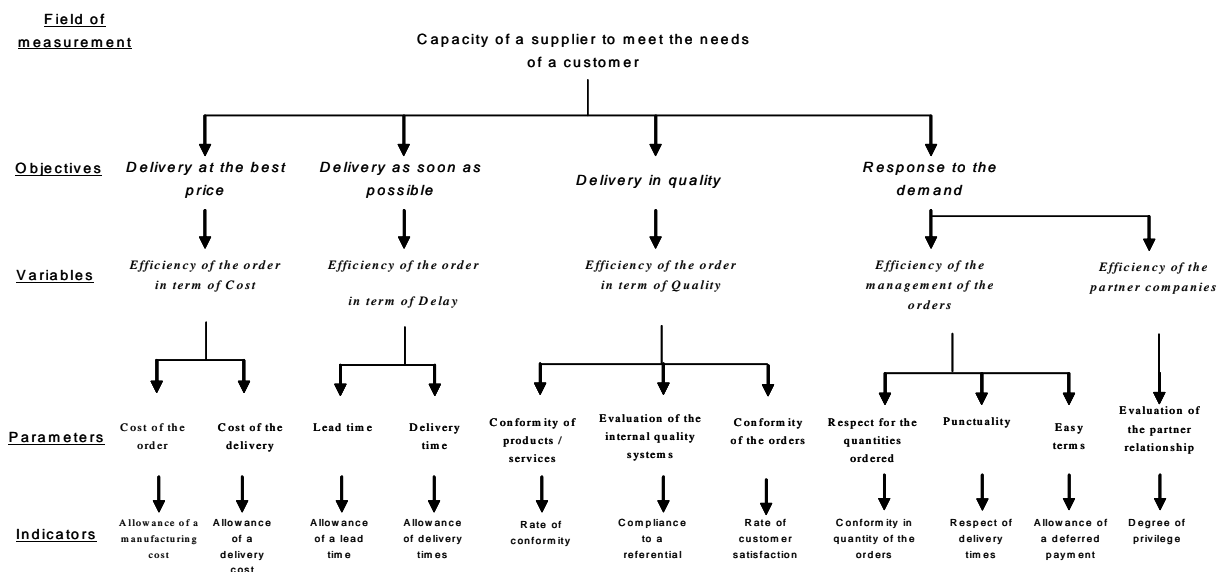 Field of
measurement
Capacity of a supplier to meet the needs
of a customer
Objectives
Delivery at the best
price
Delivery as soon as
possible
Delivery in quality
Response to the
demand
Variables
Efficiency of the order
in term of Cost
Efficiency of the order
in term of Delay
Efficiency of the order
in term of Quality
Efficiency of the
management of the
orders
Efficiency of the
partner companies
Parameters
Cost of the
order
Cost of the
delivery
Lead time
Delivery
time
Conformity of
products /
services
Evaluation of the
internal quality
systems
Conformity
of the orders
Respect for the
quantities
ordered
Punctuality
Easy
terms
Evaluation of
the partner
relationship
Indicators
Allowance of a
manufacturing
cost
Allowance
of a
delivery
cost
Allowance
of a lead
time
Allowance
of delivery
times
Rate of
conformity
Compliance
to a
referential
Rate of
customer
satisfaction
Conformity in
quantity of the
orders
Respect of
delivery
times
Allowance of
a deferred
payment
Degree of
privilege